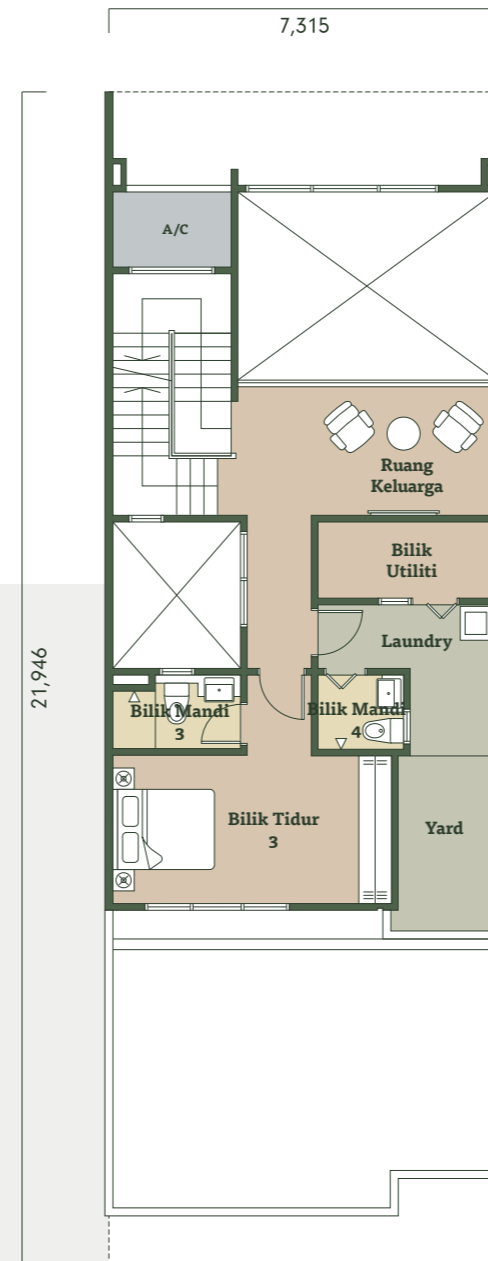 7,315
A/C
Ruang
Keluarga
Bilik
Utiliti
Laundry
21,946
Bilik Mandi
3
Bilik Mandi
4
Bilik Tidur
3
Yard